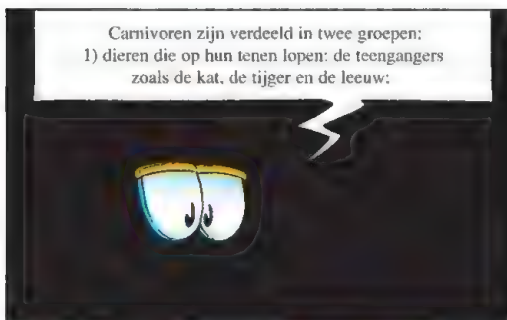 Carnivoren zijn verdeeld in twee groepen:
1) dieren die op hun tenen lopen: de teengangers
zoals de kat, de tijger en de leeuw: